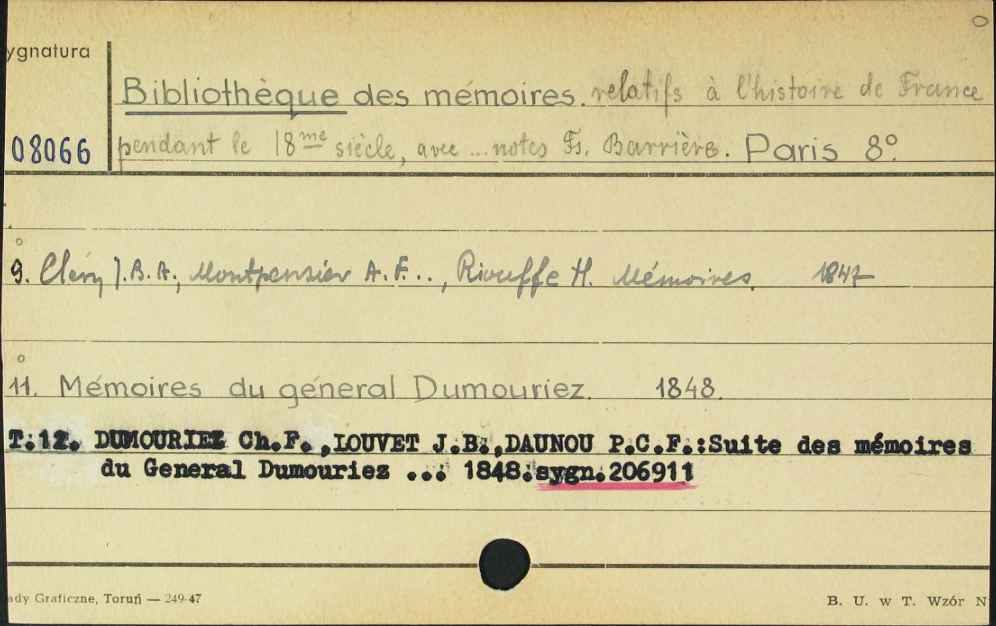 ygnatura
Bibliothèque des mémoires. relatifs à l'histoire de France
08066 pendant le 18me siècle, avec ... notes Fs. Barrière. Paris 8°.
9. Cléry J.B.A., Montpensier A.F.., Riouffe H. Mémoires. 1847
11. Mémoires du géneral Dumouriez. 1848.
T.12. DUMOURIEZ Ch.F.,LOUVET J.B.,DAUNOU P.C.F.:Suite des mémoires
du General Dumouriez ... 1848.sygn.206911
ady Graficzne, Toruń — 249-47 B. U. w T. Wzór N